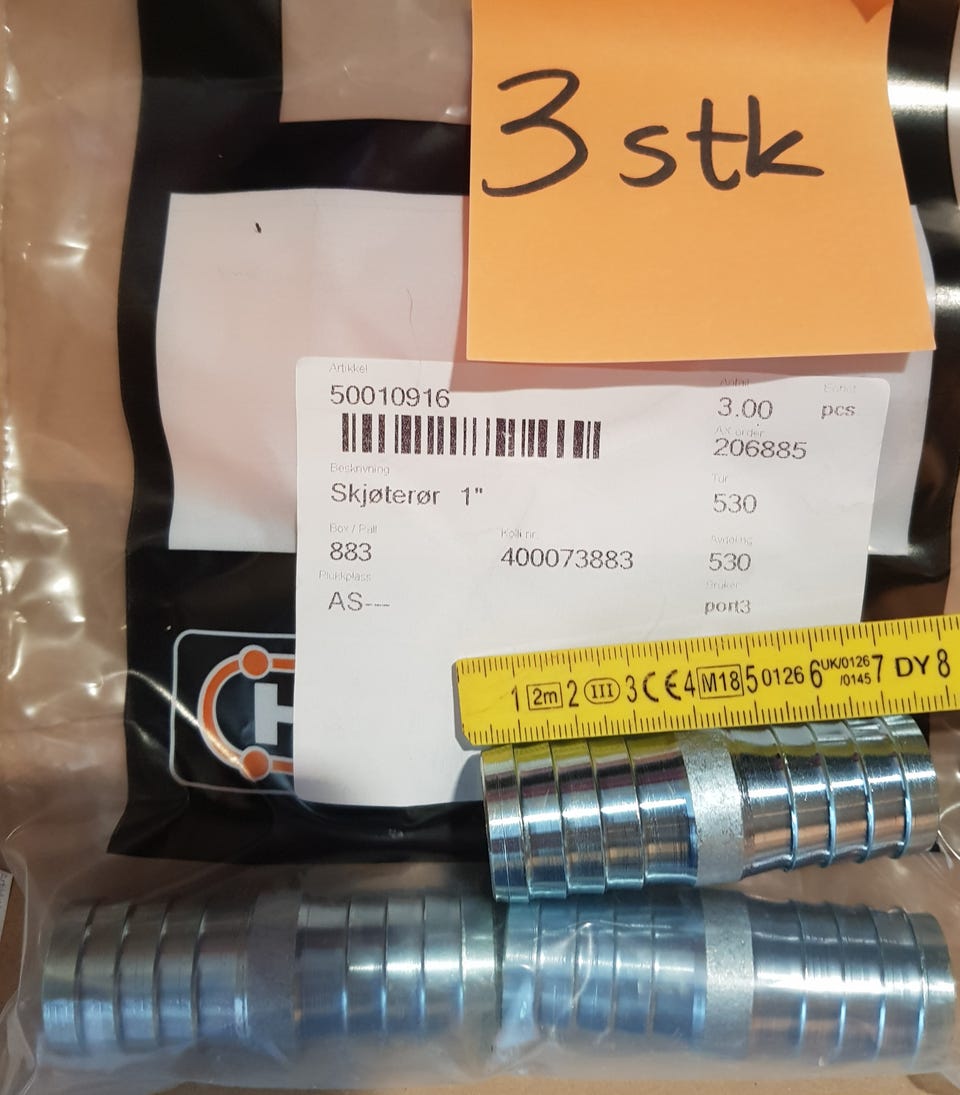 3 stk
Artikkel
50010916
Antall Enhet
3.00 pcs
AX order
206885
Beskrivning
Skjøterør 1"
Tur
530
Box / Pall Kolli nr.
883 400073883
Avdeling
530
Plukkplass
AS---
Bruker
port3
H
1 2m 2 III 3 CE 4 M18 5 0126 6 UK/0126 7 DY 8
/0145